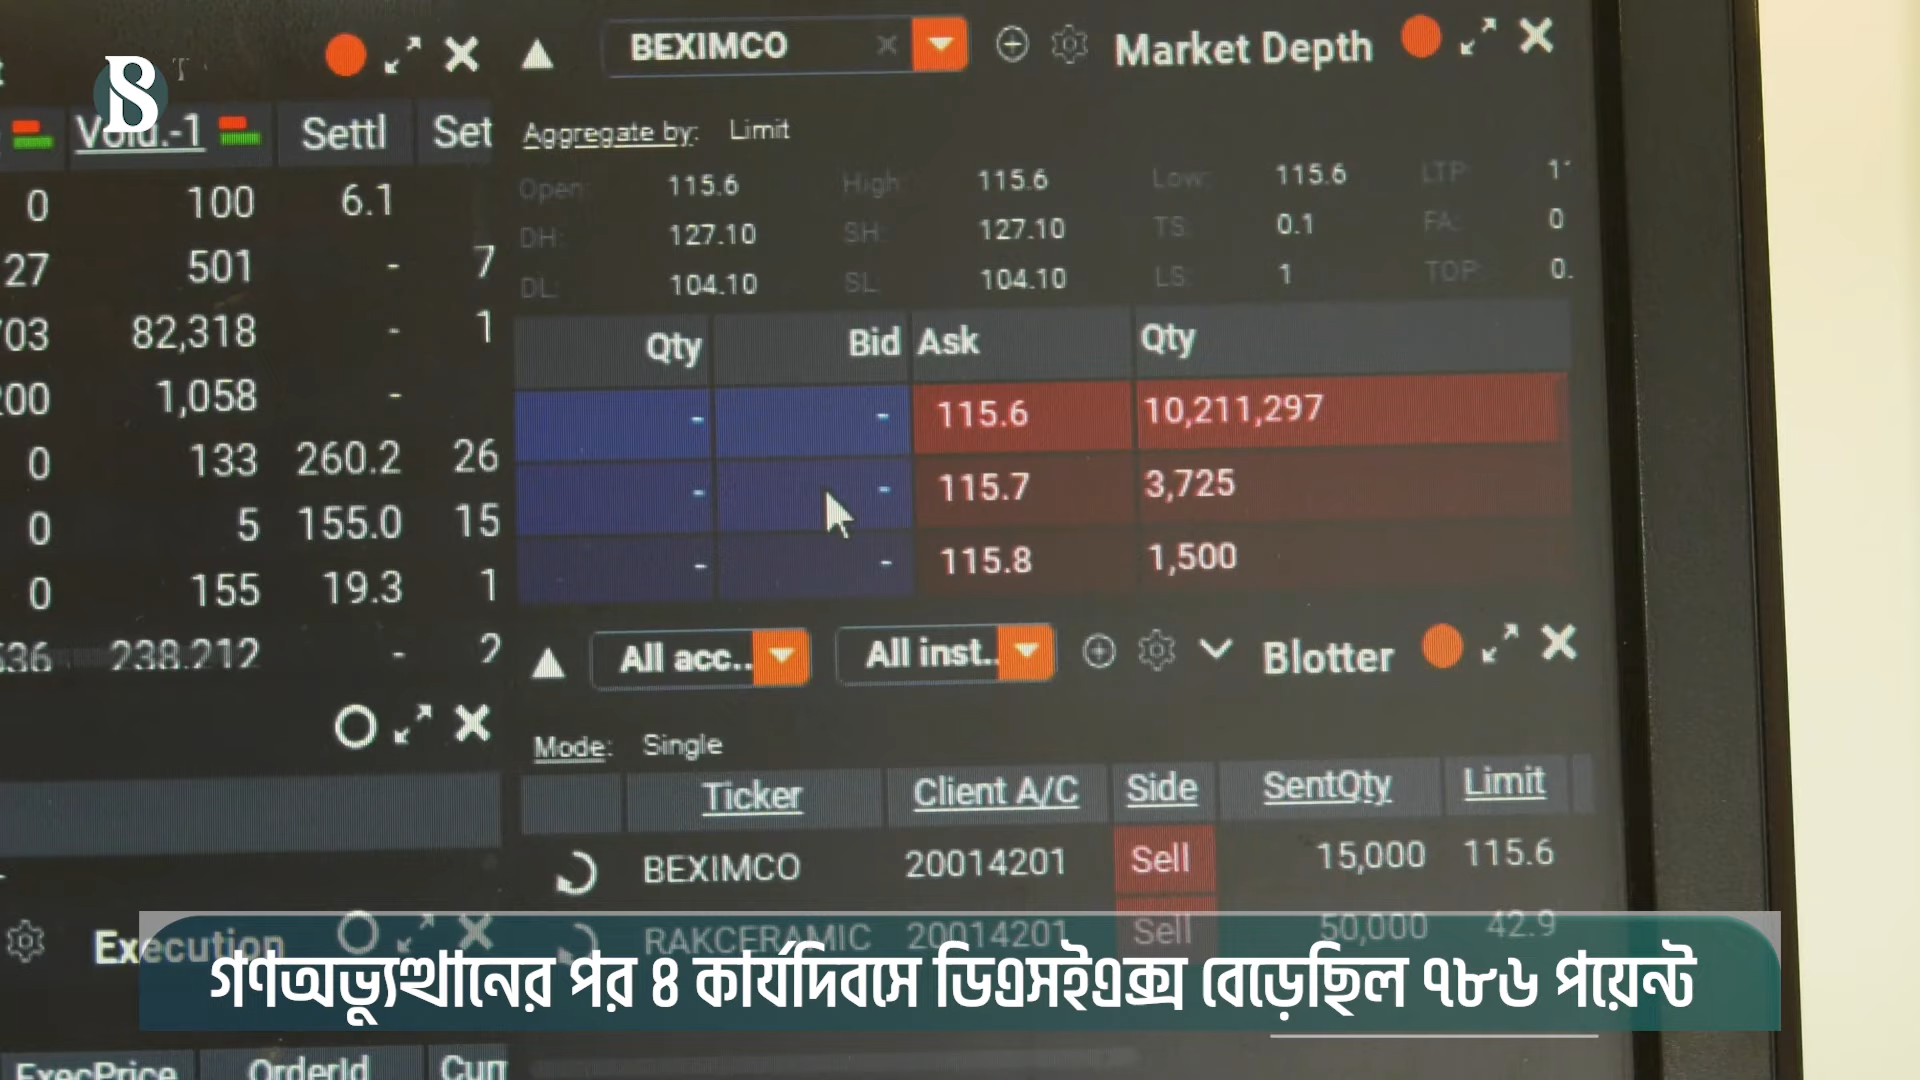 BEXIMCO
Market Depth
Settl
Set
Aggregate by: Limit
Open: 115.6 High: 115.6 Low: 115.6 LTP:
DH: 127.10 SH: 127.10 TS: 0.1 FA: 0
DL: 104.10 SL: 104.10 LS: 1 TOP: 0.
0 100 6.1
27 501 - 7
703 82,318 - 1
200 1,058 -
0 133 260.2 26
0 5 155.0 15
0 155 19.3 1
536 238,212 - 2
Qty Bid Ask Qty
- - 115.6 10,211,297
- - 115.7 3,725
- - 115.8 1,500
All acc.. All inst.. Blotter
Mode: Single
Ticker Client A/C Side SentQty Limit
BEXIMCO 20014201 Sell 15,000 115.6
RAKCERAMIC 20014201 Sell 50,000 42.9
Execution
গণঅভ্যুত্থানের পর ৪ কার্যদিবসে ডিএসইএক্স বেড়েছিল ৭৮৬ পয়েন্ট
ExecPrice OrderId Curr